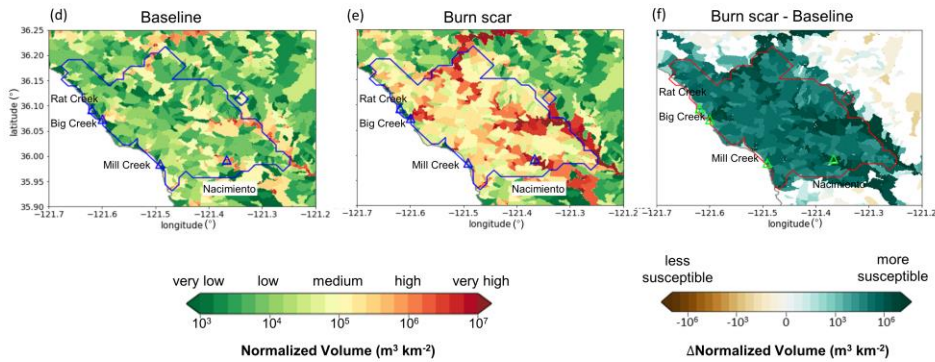 (d) Baseline
(e) Burn scar
(f) Burn scar - Baseline
36.25
36.20
36.15
36.10
36.05
36.00
35.95
35.90
latitude (°)
Rat Creek
Big Creek
Mill Creek
Nacimiento
−121.7 −121.6 −121.5 −121.4 −121.3 −121.2
longitude (°)
Rat Creek
Big Creek
Mill Creek
Nacimiento
−121.7 −121.6 −121.5 −121.4 −121.3 −121.2
longitude (°)
Rat Creek
Big Creek
Mill Creek
Nacimiento
−121.7 −121.6 −121.5 −121.4 −121.3 −121.2
longitude (°)
very low low medium high very high
10³ 10⁴ 10⁵ 10⁶ 10⁷
Normalized Volume (m³ km⁻²)
less susceptible
more susceptible
-10⁶ -10³ 0 10³ 10⁶
ΔNormalized Volume (m³ km⁻²)